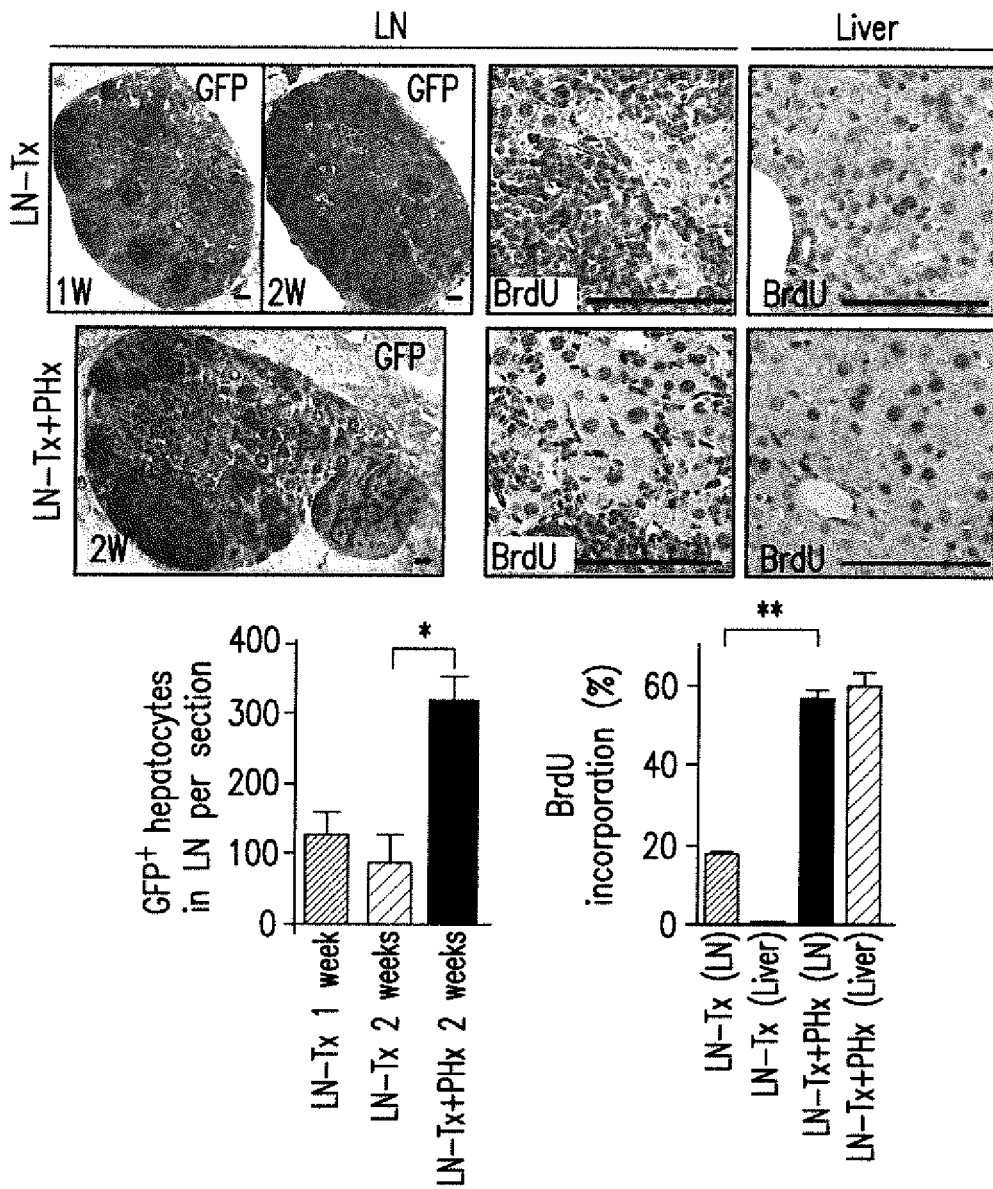 LN
Liver
LN-Tx
GFP
1W
GFP
2W
BrdU
BrdU
LN-Tx+PHx
GFP
2W
BrdU
BrdU
GFP+ hepatocytes
in LN per section
400
300
200
100
0
*
LN-Tx 1 week
LN-Tx 2 weeks
LN-Tx+PHx 2 weeks
BrdU
incorporation (%)
60
40
20
0
**
LN-Tx (LN)
LN-Tx (Liver)
LN-Tx+PHx (LN)
LN-Tx+PHx (Liver)